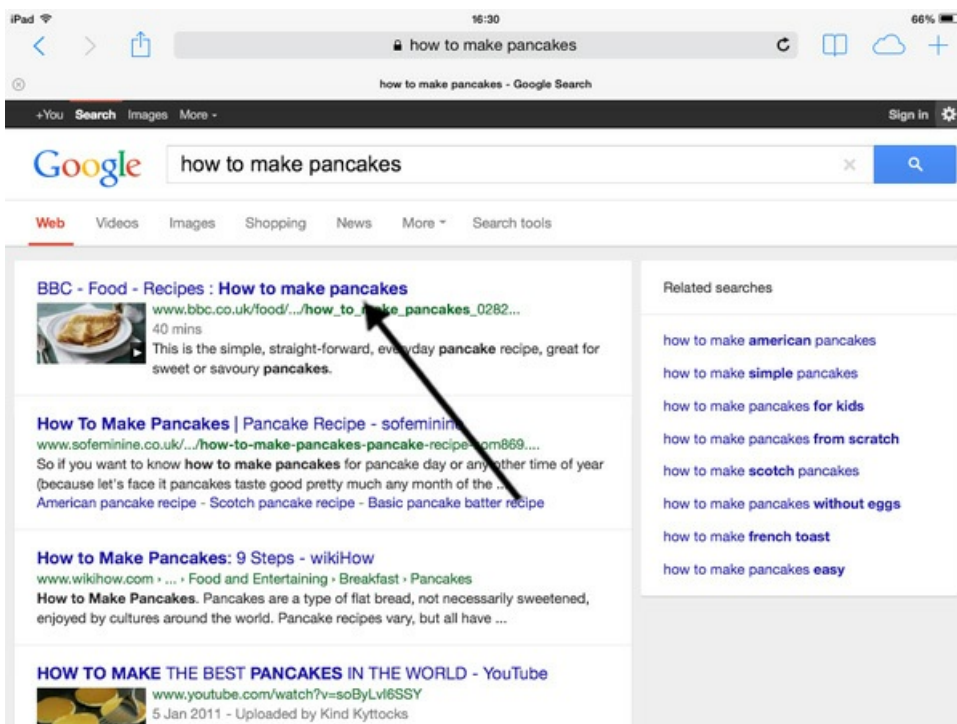 iPad 16:30 66%
how to make pancakes
how to make pancakes - Google Search
+You Search Images More Sign in
Google how to make pancakes
Web Videos Images Shopping News More Search tools
BBC - Food - Recipes : How to make pancakes
www.bbc.co.uk/food/.../how_to_make_pancakes_0282...
40 mins
This is the simple, straight-forward, everyday pancake recipe, great for
sweet or savoury pancakes.
How To Make Pancakes | Pancake Recipe - sofeminine
www.sofeminine.co.uk/.../how-to-make-pancakes-pancake-recipe-som869....
So if you want to know how to make pancakes for pancake day or any other time of year
(because let's face it pancakes taste good pretty much any month of the ...
American pancake recipe - Scotch pancake recipe - Basic pancake batter recipe
How to Make Pancakes: 9 Steps - wikiHow
www.wikihow.com › ... › Food and Entertaining › Breakfast › Pancakes
How to Make Pancakes. Pancakes are a type of flat bread, not necessarily sweetened,
enjoyed by cultures around the world. Pancake recipes vary, but all have ...
HOW TO MAKE THE BEST PANCAKES IN THE WORLD - YouTube
www.youtube.com/watch?v=soByLvl6SSY
5 Jan 2011 - Uploaded by Kind Kyttocks
Related searches
how to make american pancakes
how to make simple pancakes
how to make pancakes for kids
how to make pancakes from scratch
how to make scotch pancakes
how to make pancakes without eggs
how to make french toast
how to make pancakes easy